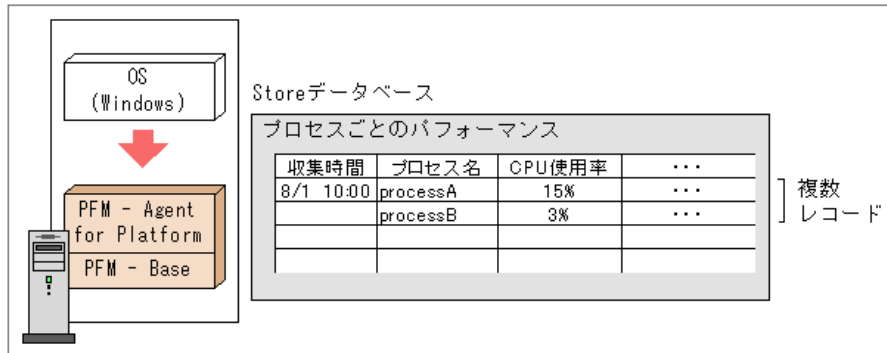 OS
(Windows)
PFM - Agent
for Platform
PFM - Base
Storeデータベース
プロセスごとのパフォーマンス
収集時間 プロセス名 CPU使用率 ･･･
8/1 10:00 processA 15% ･･･
processB 3% ･･･
複数
レコード